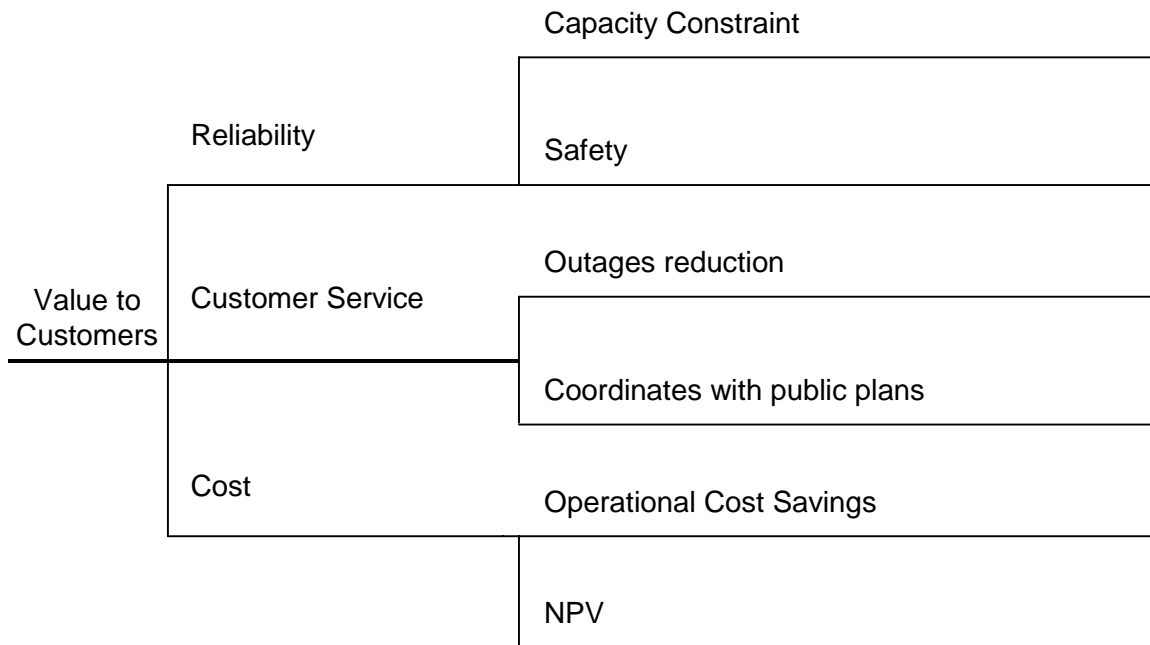 Capacity Constraint
Reliability
Safety
Outages reduction
Value to
Customers
Customer Service
Coordinates with public plans
Cost
Operational Cost Savings
NPV